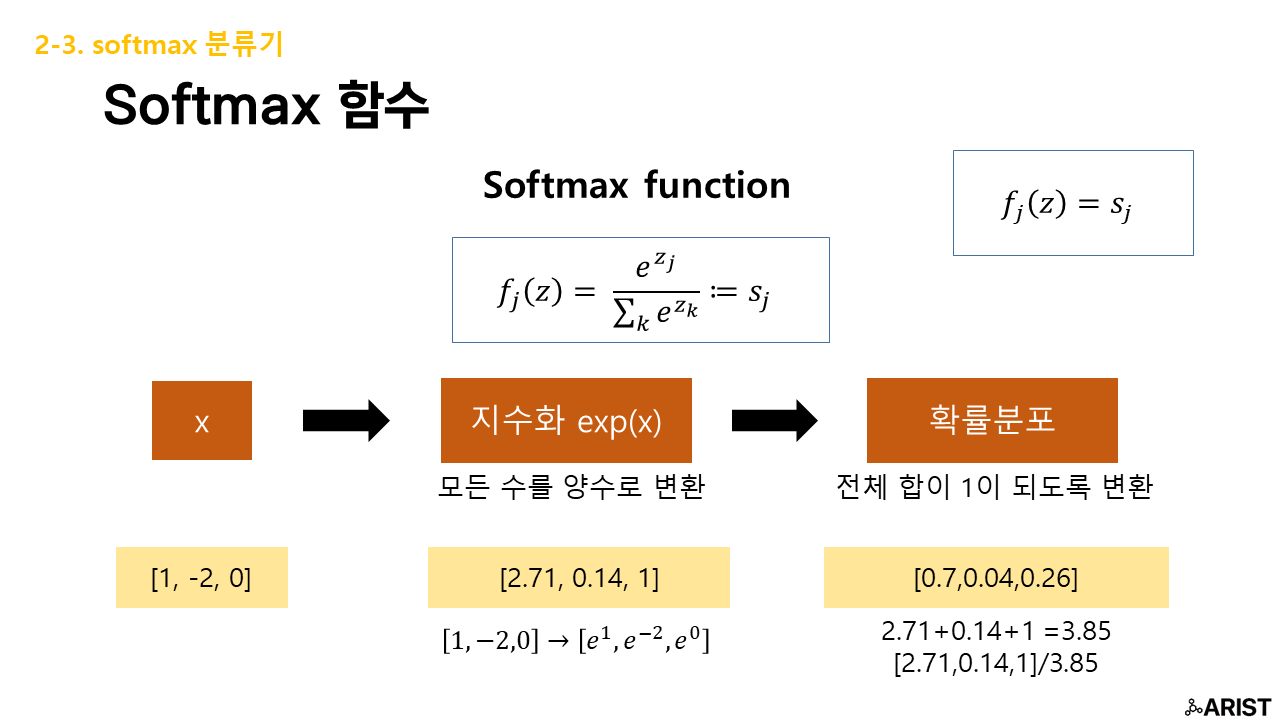 2-3. softmax 분류기
Softmax 함수
Softmax function
f_j(z) = s_j
f_j(z) = e^{z_j} / ∑_k e^{z_k} ≔ s_j
x
지수화 exp(x)
확률분포
모든 수를 양수로 변환
전체 합이 1이 되도록 변환
[1, -2, 0]
[2.71, 0.14, 1]
[0.7,0.04,0.26]
[1,−2,0] → [e^1, e^{−2}, e^0]
2.71+0.14+1 =3.85
[2.71,0.14,1]/3.85
ARIST